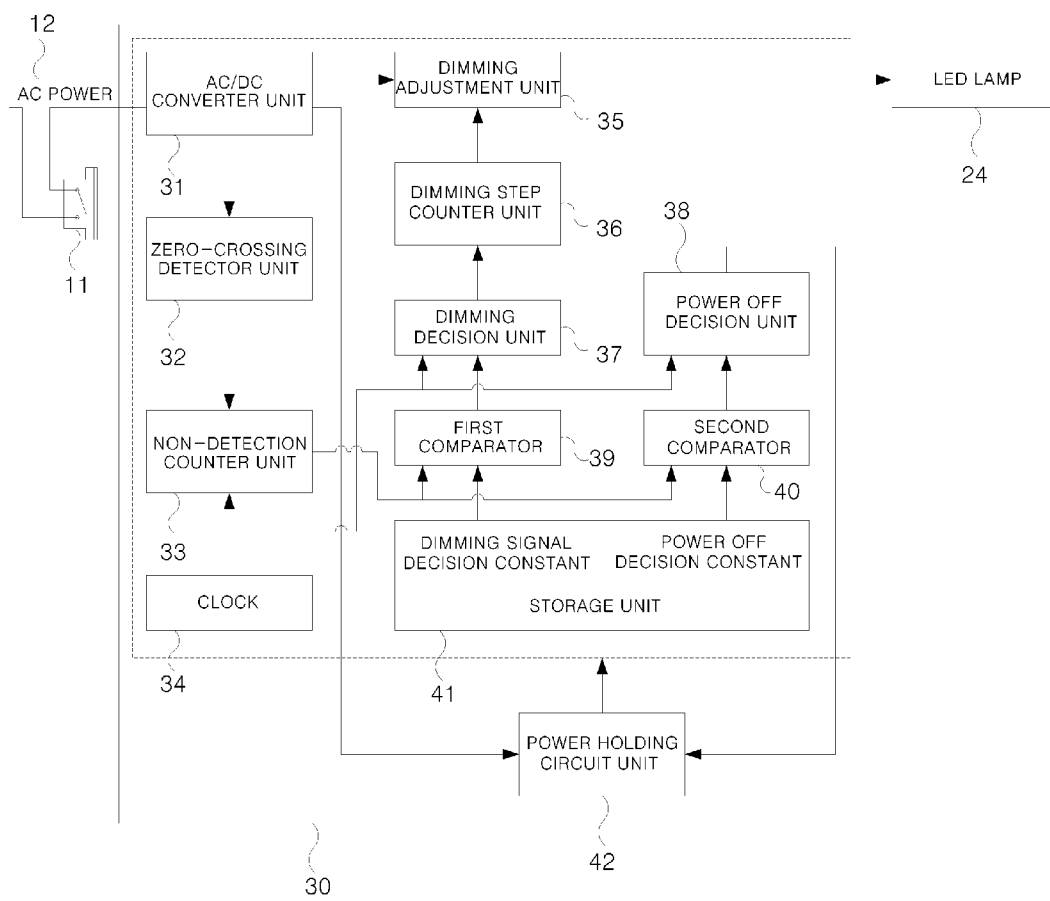 12
AC POWER
11
AC/DC
CONVERTER UNIT
31
ZERO-CROSSING
DETECTOR UNIT
32
NON-DETECTION
COUNTER UNIT
33
CLOCK
34
DIMMING
ADJUSTMENT UNIT
35
DIMMING STEP
COUNTER UNIT
36
DIMMING
DECISION UNIT
37
FIRST
COMPARATOR
39
38
POWER OFF
DECISION UNIT
SECOND
COMPARATOR
40
DIMMING SIGNAL
DECISION CONSTANT
POWER OFF
DECISION CONSTANT
STORAGE UNIT
41
POWER HOLDING
CIRCUIT UNIT
42
30
LED LAMP
24